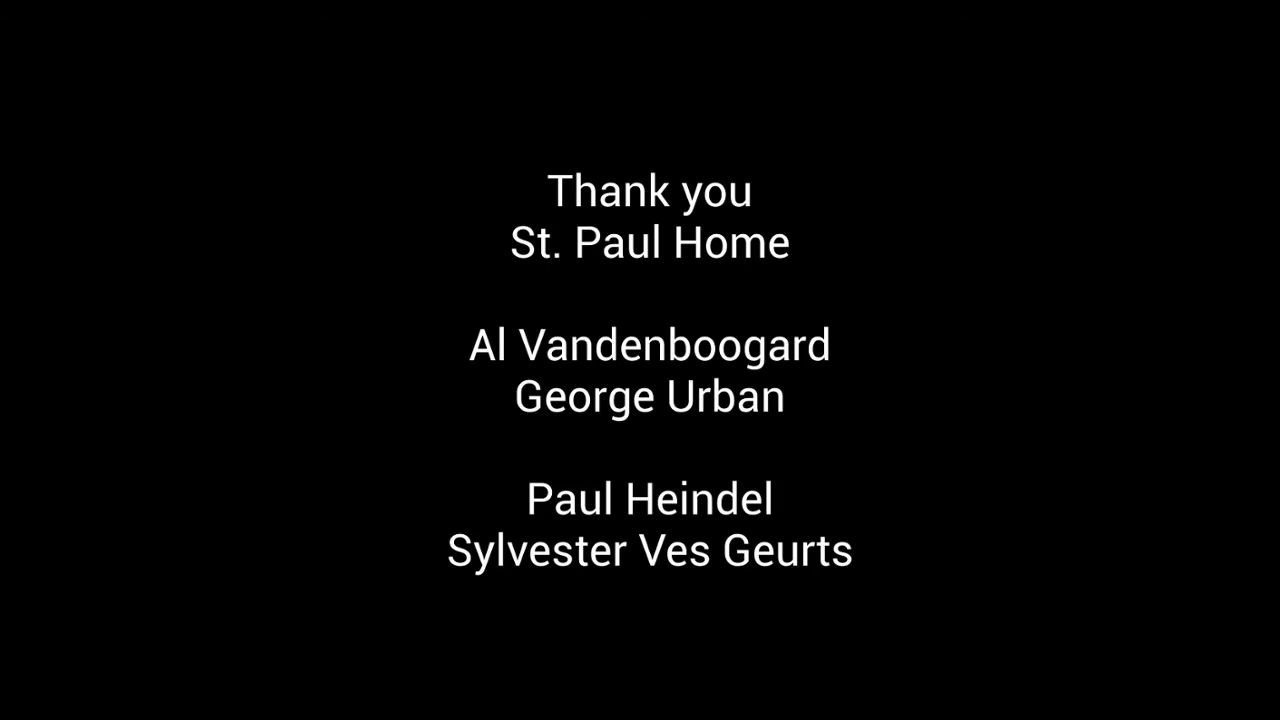 Thank you
St. Paul Home
Al Vandenboogard
George Urban
Paul Heindel
Sylvester Ves Geurts